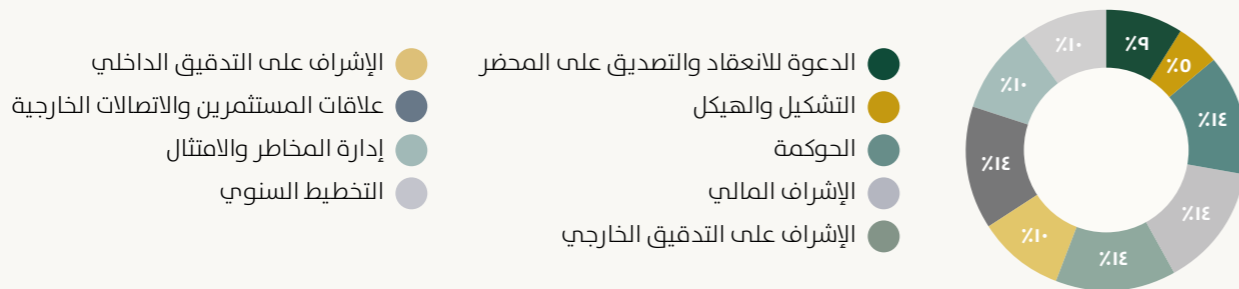 ٪٩
٪٥
٪١٤
٪١٤
٪١٤
٪١٠
٪١٤
٪١٠
٪١٠
الدعوة للانعقاد والتصديق على المحضر
التشكيل والهيكل
الحوكمة
الإشراف المالي
الإشراف على التدقيق الخارجي
الإشراف على التدقيق الداخلي
علاقات المستثمرين والاتصالات الخارجية
إدارة المخاطر والامتثال
التخطيط السنوي